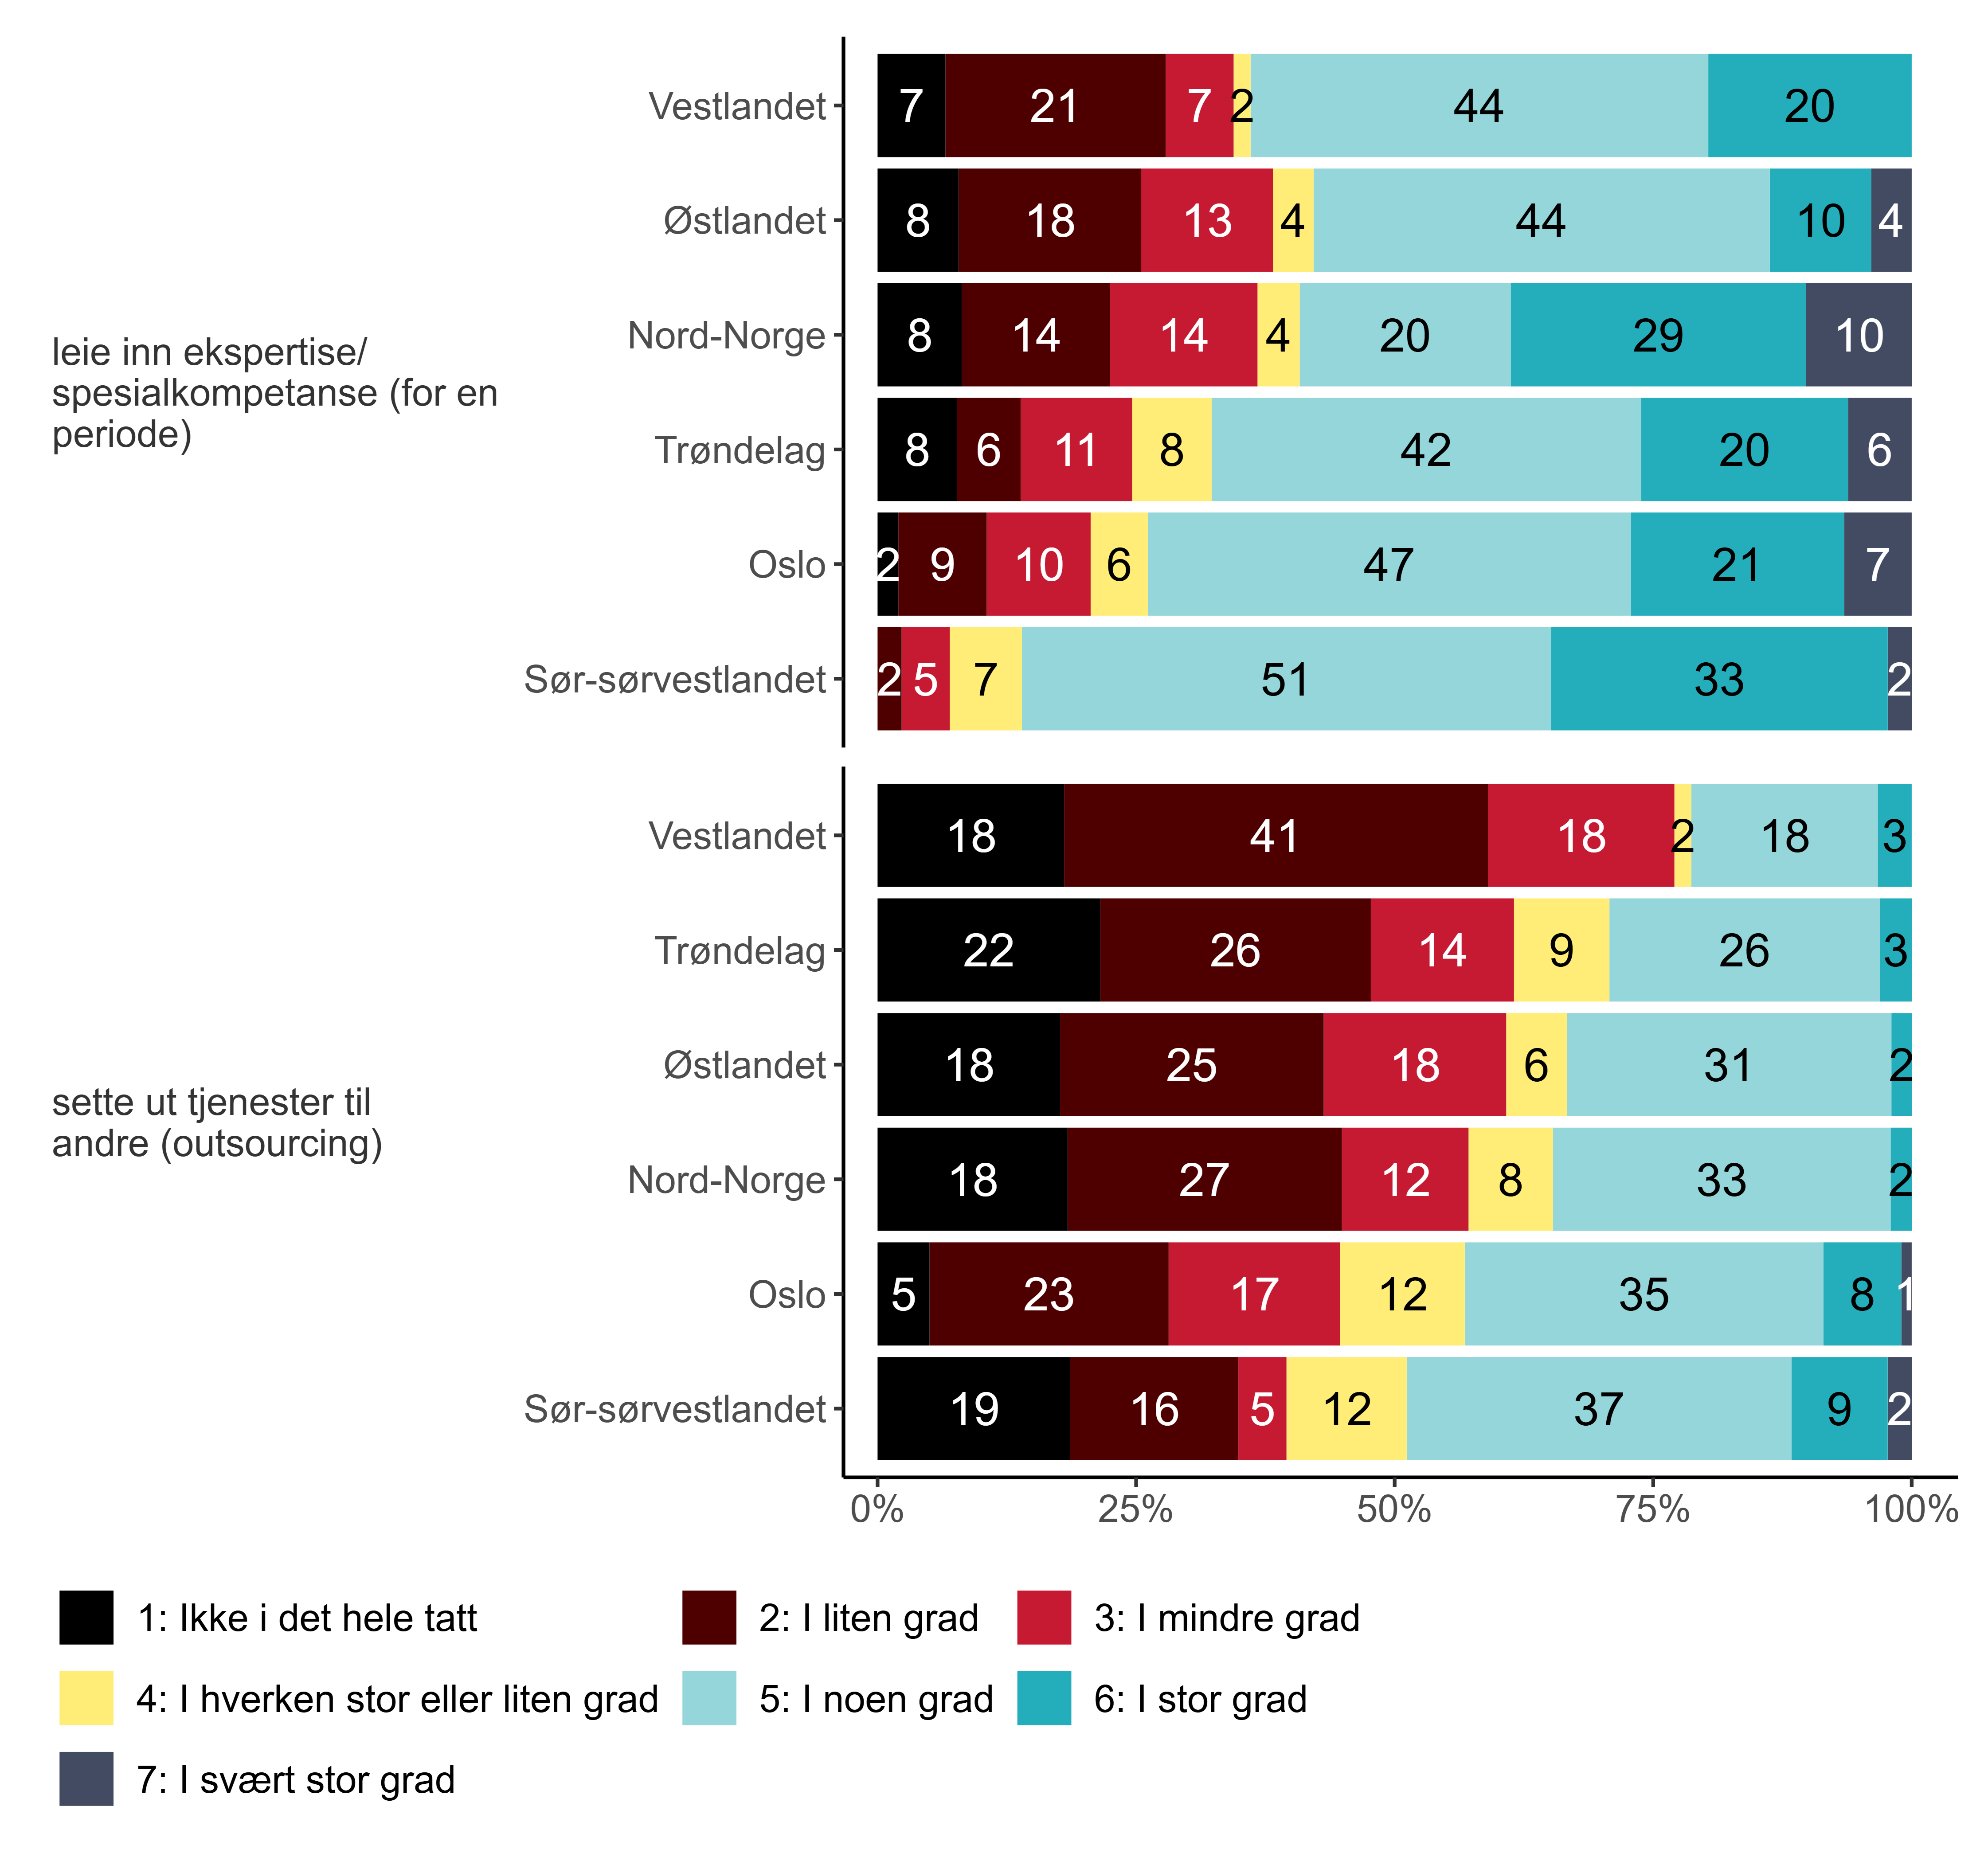 Vestlandet 7 21 7 2 44 20
Østlandet 8 18 13 4 44 10 4
Nord-Norge 8 14 14 4 20 29 10
leie inn ekspertise/
spesialkompetanse (for en
periode)
Trøndelag 8 6 11 8 42 20 6
Oslo 2 9 10 6 47 21 7
Sør-sørvestlandet 2 5 7 51 33 2
Vestlandet 18 41 18 2 18 3
Trøndelag 22 26 14 9 26 3
Østlandet 18 25 18 6 31 2
sette ut tjenester til
andre (outsourcing)
Nord-Norge 18 27 12 8 33 2
Oslo 5 23 17 12 35 8 1
Sør-sørvestlandet 19 16 5 12 37 9 2
0% 25% 50% 75% 100%
1: Ikke i det hele tatt 2: I liten grad 3: I mindre grad
4: I hverken stor eller liten grad 5: I noen grad 6: I stor grad
7: I svært stor grad